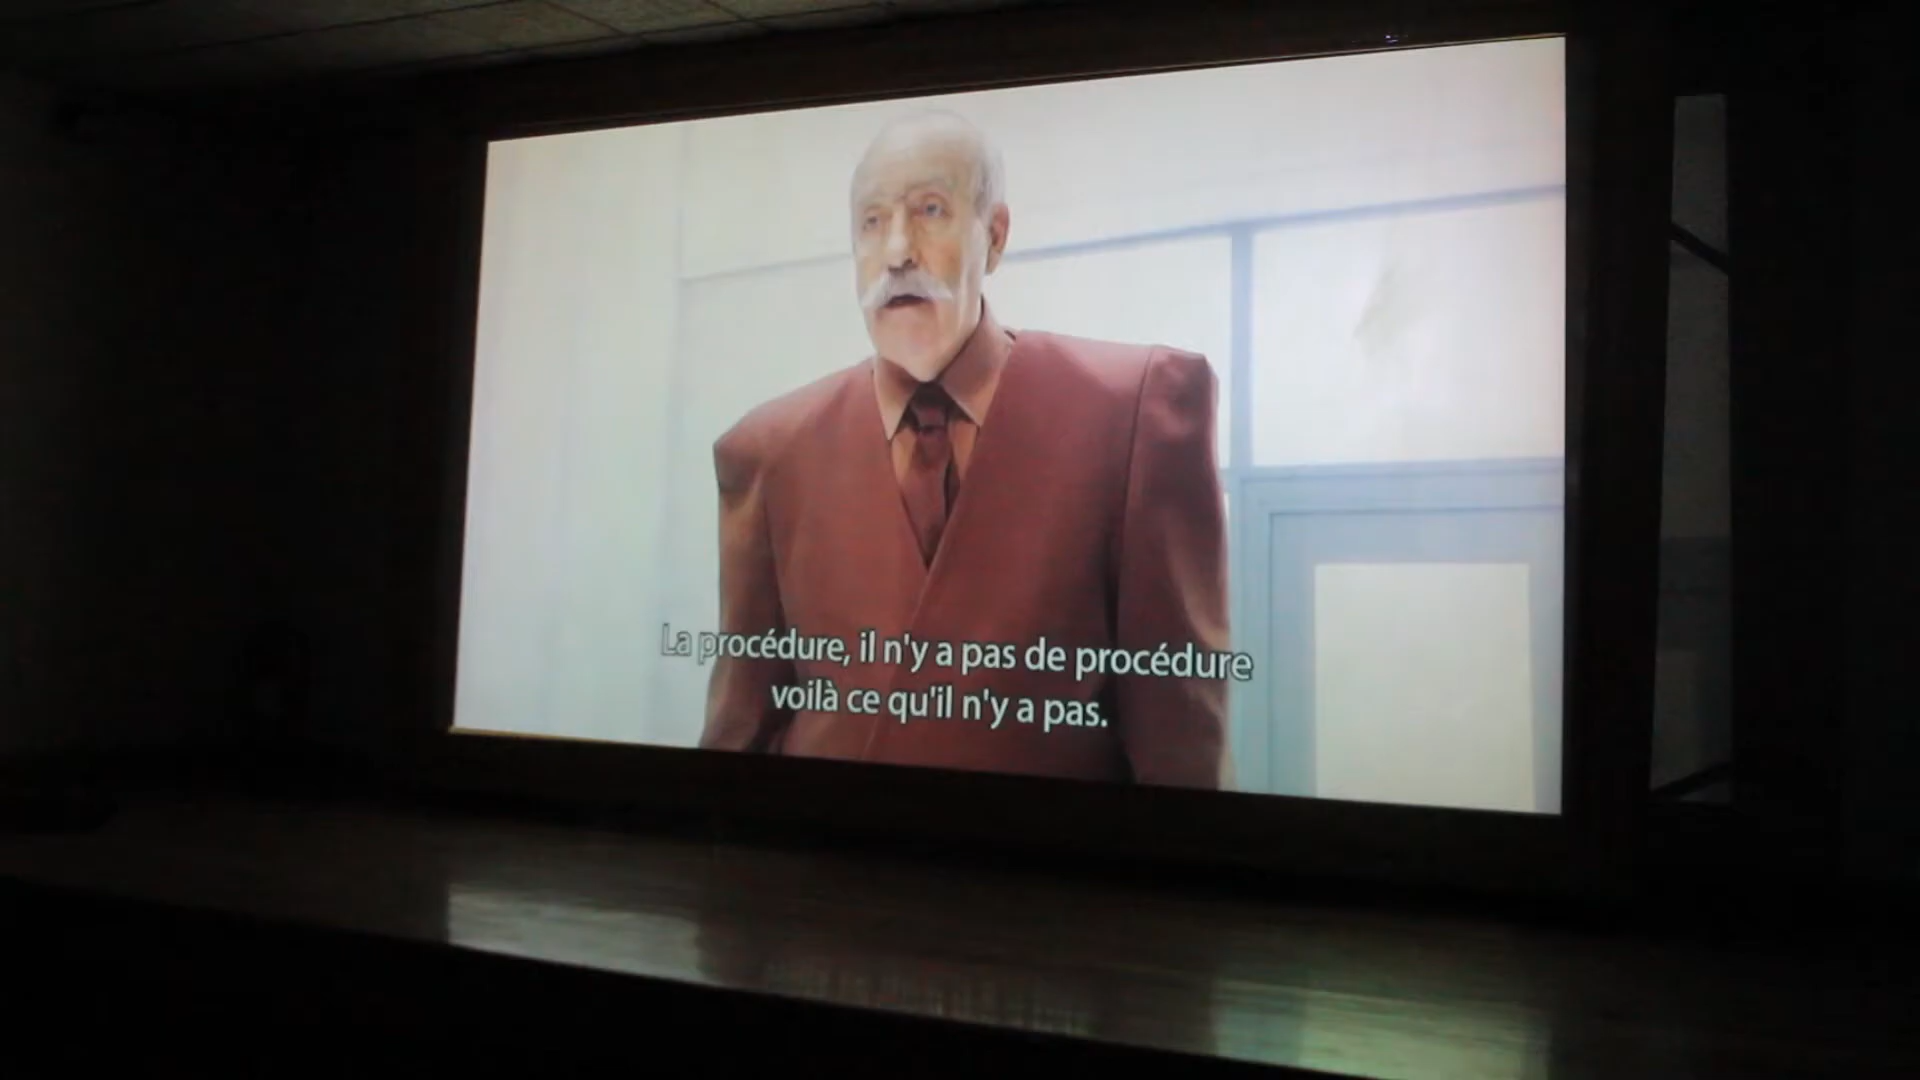 La procédure, il n'y a pas de procédure
voilà ce qu'il n'y a pas.